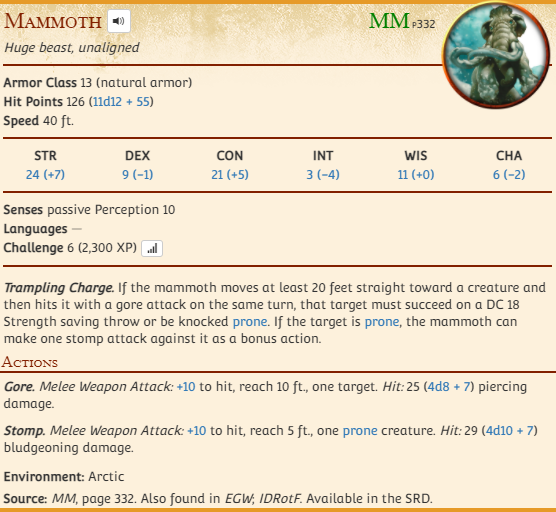 Mammoth MM p332
Huge beast, unaligned
Armor Class 13 (natural armor)
Hit Points 126 (11d12 + 55)
Speed 40 ft.
STR DEX CON INT WIS CHA
24 (+7) 9 (−1) 21 (+5) 3 (−4) 11 (+0) 6 (−2)
Senses passive Perception 10
Languages —
Challenge 6 (2,300 XP)
Trampling Charge. If the mammoth moves at least 20 feet straight toward a creature and
then hits it with a gore attack on the same turn, that target must succeed on a DC 18
Strength saving throw or be knocked prone. If the target is prone, the mammoth can
make one stomp attack against it as a bonus action.
Actions
Gore. Melee Weapon Attack: +10 to hit, reach 10 ft., one target. Hit: 25 (4d8 + 7) piercing
damage.
Stomp. Melee Weapon Attack: +10 to hit, reach 5 ft., one prone creature. Hit: 29 (4d10 + 7)
bludgeoning damage.
Environment: Arctic
Source: MM, page 332. Also found in EGW; IDRotF. Available in the SRD.